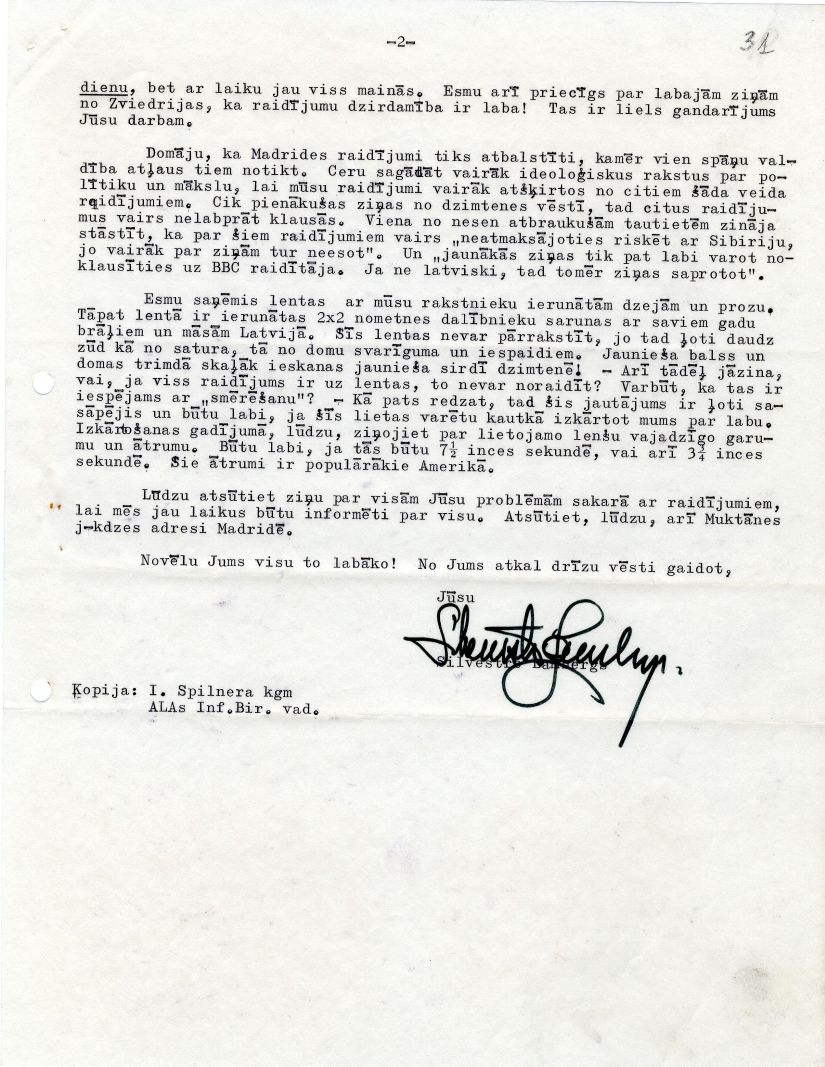 -2-
31
dienu, bet ar laiku jau viss mainās. Esmu arī priecīgs par labajām ziņām
no Zviedrijas, ka raidījumu dzirdamība ir laba! Tas ir liels gandarījums
Jūsu darbam.
Domāju, ka Madrides raidījumi tiks atbalstīti, kamēr vien spāņu val-
dība atļaus tiem notikt. Ceru sagādāt vairāk ideoloģiskus rakstus par po-
lītiku un mākslu, lai mūsu raidījumi vairāk atšķirtos no citiem šāda veida
raidījumiem. Cik pienākušas ziņas no dzimtenes vēstī, tad citus raidīju-
mus vairs nelabprāt klausās. Viena no nesen atbraukušām tautietēm zināja
stāstīt, ka par šiem raidījumiem vairs „neatmaksājoties riskēt ar Sibiriju,
jo vairāk par ziņām tur neesot". Un „jaunākās ziņas tik pat labi varot no-
klausīties uz BBC raidītāja. Ja ne latviski, tad tomēr ziņas saprotot".
Esmu saņēmis lentas ar mūsu rakstnieku ierunātām dzejām un prozu.
Tāpat lentā ir ierunātas 2x2 nometnes dalībnieku sarunas ar saviem gadu
brāļiem un māsām Latvijā. Šīs lentas nevar pārrakstīt, jo tad ļoti daudz
zūd kā no satura, tā no domu svarīguma un iespaidiem. Jaunieša balss un
domas trimdā skaļāk ieskanas jaunieša sirdī dzimtenē! - Arī tādēļ jāzina,
vai, ja viss raidījums ir uz lentas, to nevar noraidīt? Varbūt, ka tas ir
iespējams ar „smērēšanu"? - Kā pats redzat, tad šis jautājums ir ļoti sa-
sāpējis un būtu labi, ja šīs lietas varētu kautkā izkārtot mums par labu.
Izkārtošanas gadījumā, lūdzu, ziņojiet par lietojamo lenšu vajadzīgo garu-
mu un ātrumu. Būtu labi, ja tās būtu 7½ inces sekundē, vai arī 3¾ inces
sekundē. Šie ātrumi ir populārākie Amerikā.
Lūdzu atsūtiet ziņu par visām Jūsu problēmām sakarā ar raidījumiem,
lai mēs jau laikus būtu informēti par visu. Atsūtiet, lūdzu, arī Muktānes
j-kdzes adresi Madridē.
Novēlu Jums visu to labāko! No Jums atkal drīzu vēsti gaidot,
Jūsu
Silvestrs Lambergs
Kopija: I. Spilnera kgm
ALAs Inf.Bir. vad.